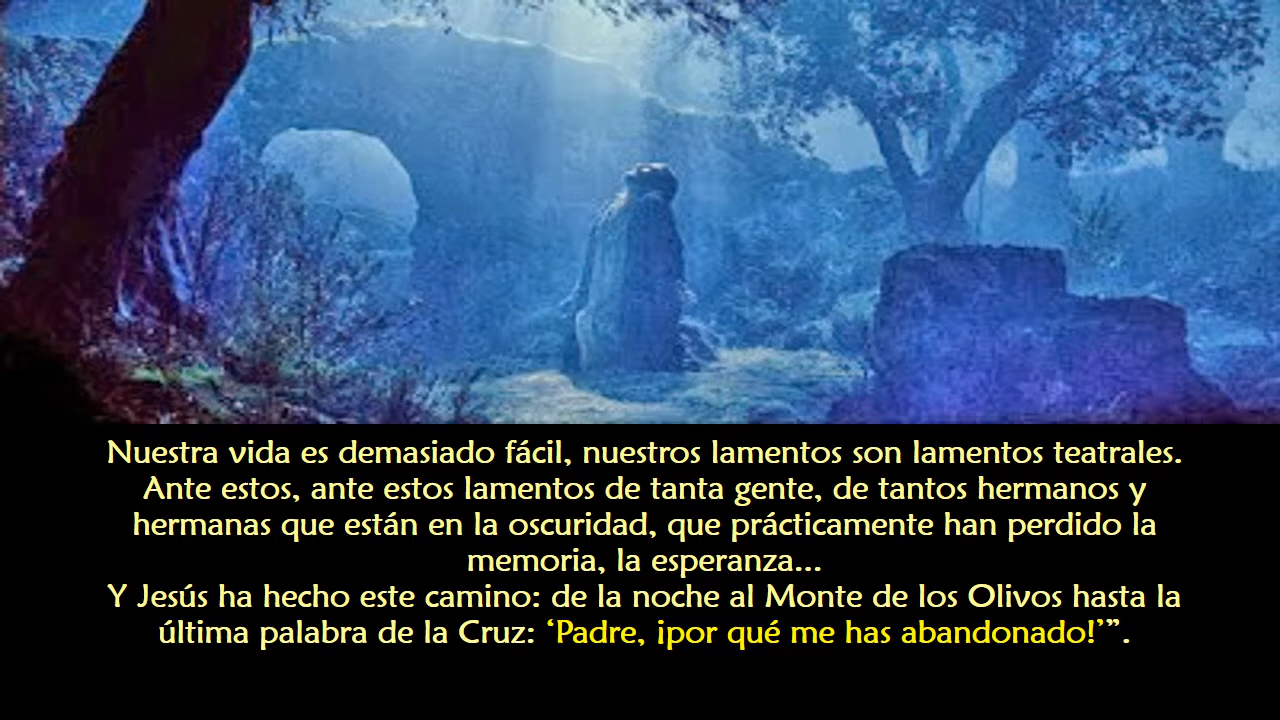 Nuestra vida es demasiado fácil, nuestros lamentos son lamentos teatrales.
Ante estos, ante estos lamentos de tanta gente, de tantos hermanos y
hermanas que están en la oscuridad, que prácticamente han perdido la
memoria, la esperanza...
Y Jesús ha hecho este camino: de la noche al Monte de los Olivos hasta la
última palabra de la Cruz: ‘Padre, ¡por qué me has abandonado!’”.